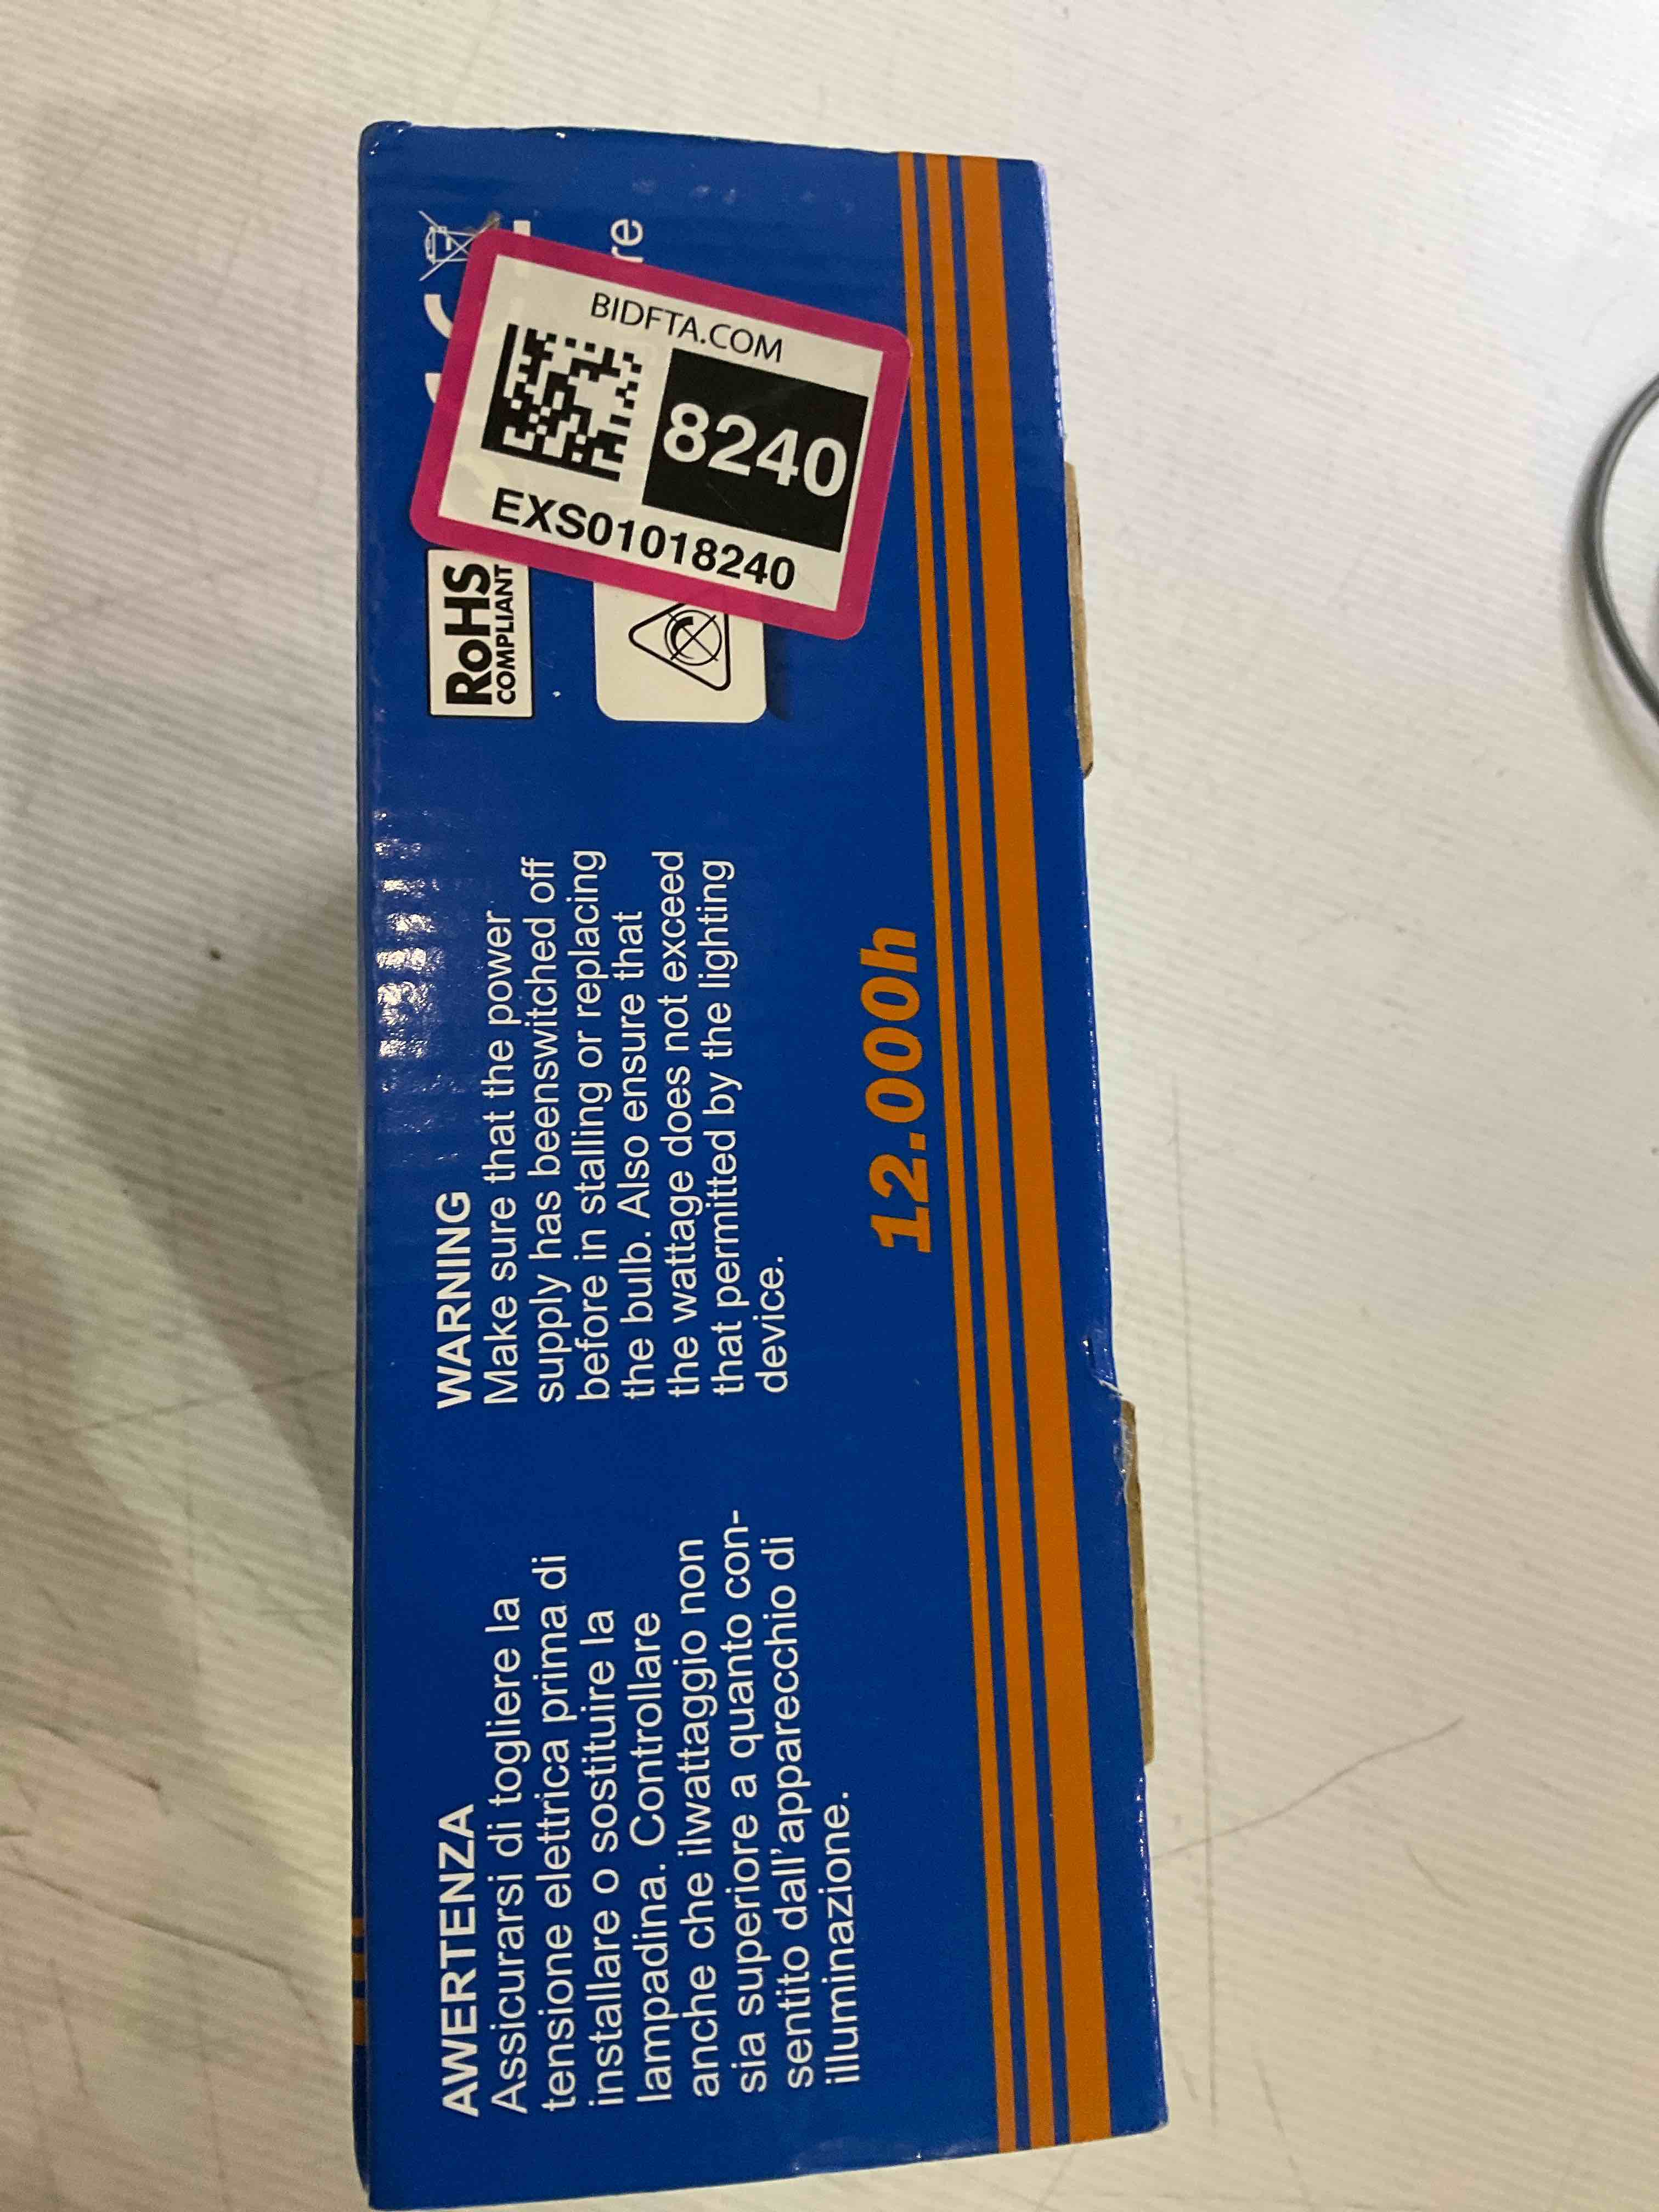 AWERTENZA
Assicurarsi di togliere la
tensione elettrica prima di
installare o sostituire la
lampadina. Controllare
anche che ilwattaggio non
sia superiore a quanto con-
sentito dall'apparecchio di
illuminazione.
WARNING
Make sure that the power
supply has beenswitched off
before in stalling or replacing
the bulb. Also ensure that
the wattage does not exceed
that permitted by the lighting
device.
12.000h
RoHS
COMPLIANT
re
BIDFTA.COM
8240
EXS01018240